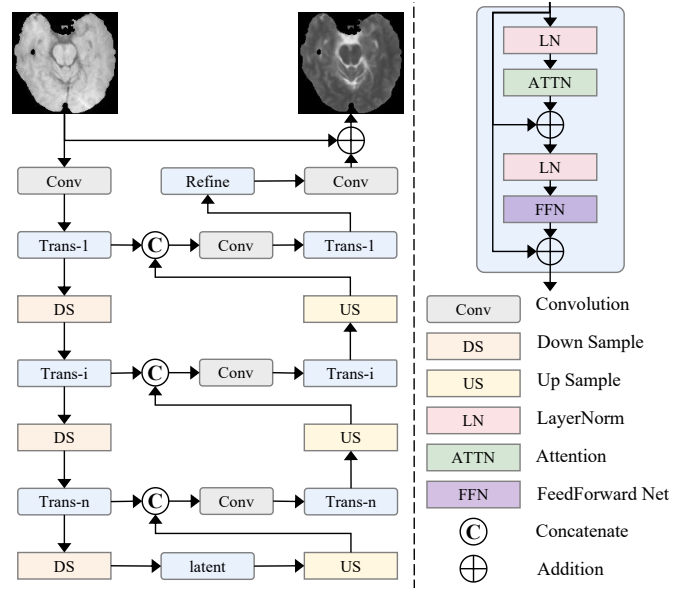 Conv
Refine
Conv
Trans-1
C
Conv
Trans-1
DS
US
Trans-i
C
Conv
Trans-i
DS
US
Trans-n
C
Conv
Trans-n
DS
latent
US
LN
ATTN
LN
FFN
Conv Convolution
DS Down Sample
US Up Sample
LN LayerNorm
ATTN Attention
FFN FeedForward Net
C Concatenate
Addition